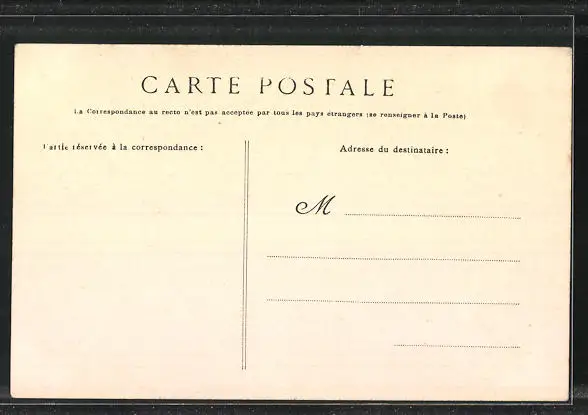 CARTE POSTALE
La Correspondance au recto n'est pas acceptée par tous les pays étrangers (se renseigner à la Poste)
Partie réservée à la correspondance :
Adresse du destinataire :
M